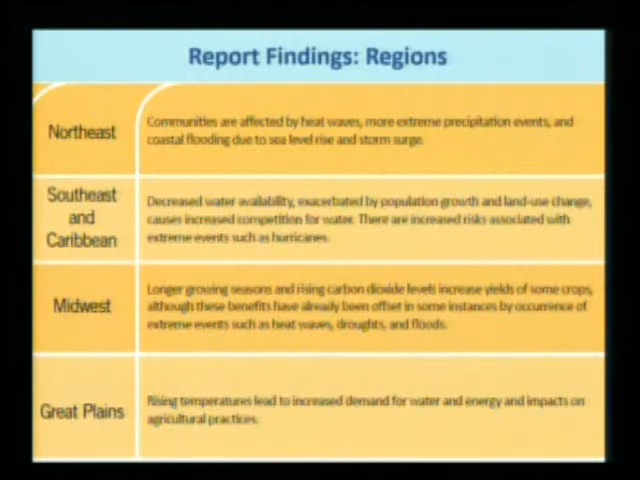 Report Findings: Regions
Northeast
Communities are affected by heat waves, more extreme precipitation events, and
coastal flooding due to sea level rise and storm surge.
Southeast
and
Caribbean
Decreased water availability, exacerbated by population growth and land-use change,
causes increased competition for water. There are increased risks associated with
extreme events such as hurricanes.
Midwest
Longer growing seasons and rising carbon dioxide levels increase yields of some crops,
although these benefits have already been offset in some instances by occurrence of
extreme events such as heat waves, droughts, and floods.
Great Plains
Rising temperatures lead to increased demand for water and energy and impacts on
agricultural practices.